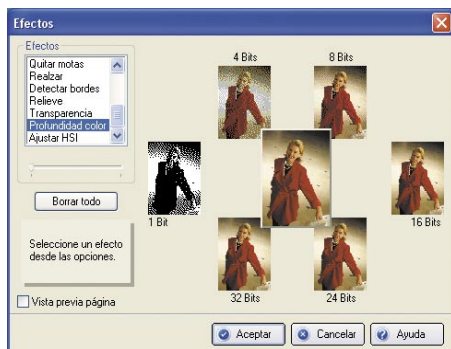 Efectos
Efectos
Quitar motas
Realzar
Detectar bordes
Relieve
Transparencia
Profundidad color
Ajustar HSI
Borrar todo
Seleccione un efecto
desde las opciones.
Vista previa página
4 Bits
8 Bits
1 Bit
16 Bits
32 Bits
24 Bits
Aceptar
Cancelar
Ayuda